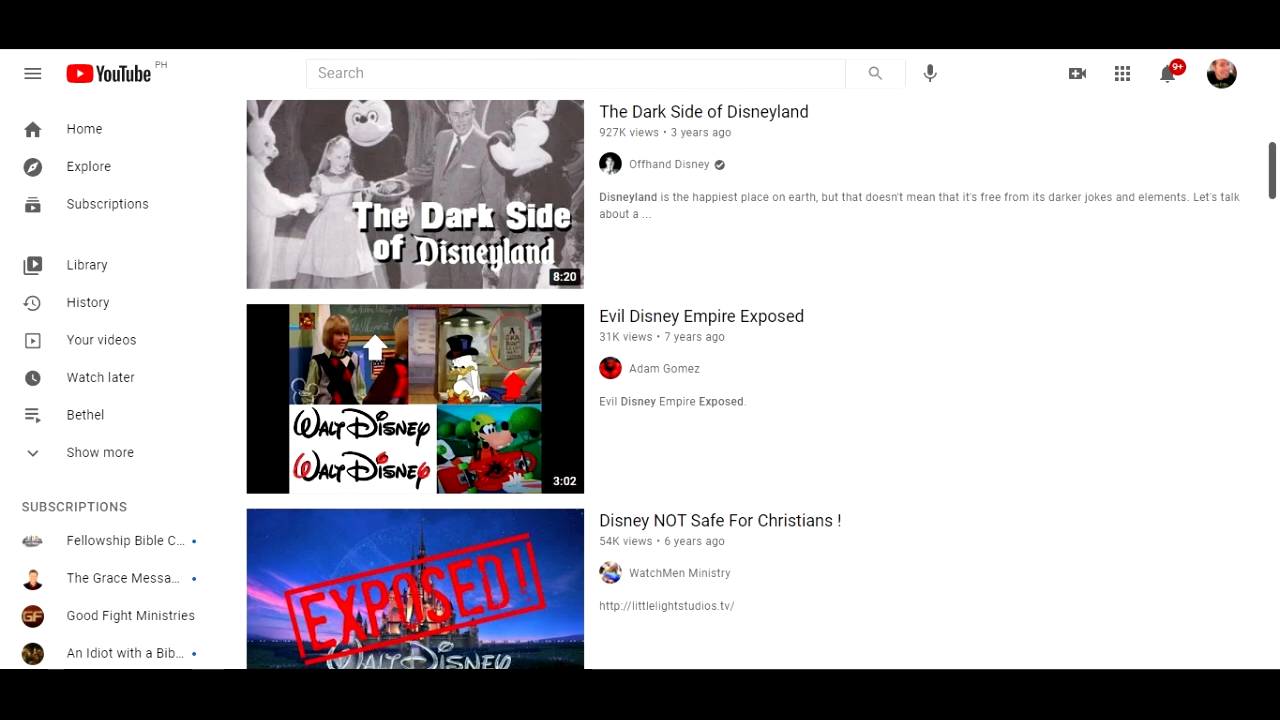 YouTube PH
Search
9+
Home
Explore
Subscriptions
Library
History
Your videos
Watch later
Bethel
Show more
SUBSCRIPTIONS
Fellowship Bible C...
The Grace Messa...
Good Fight Ministries
An Idiot with a Bib...
The Dark Side
of Disneyland
8:20
The Dark Side of Disneyland
927K views • 3 years ago
Offhand Disney
Disneyland is the happiest place on earth, but that doesn't mean that it's free from its darker jokes and elements. Let's talk
about a ...
WALT DISNEY
WALT DISNEY
3:02
Evil Disney Empire Exposed
31K views • 7 years ago
Adam Gomez
Evil Disney Empire Exposed.
EXPOSED!
WALT DISNEY
Disney NOT Safe For Christians !
54K views • 6 years ago
WatchMen Ministry
http://littlelightstudios.tv/